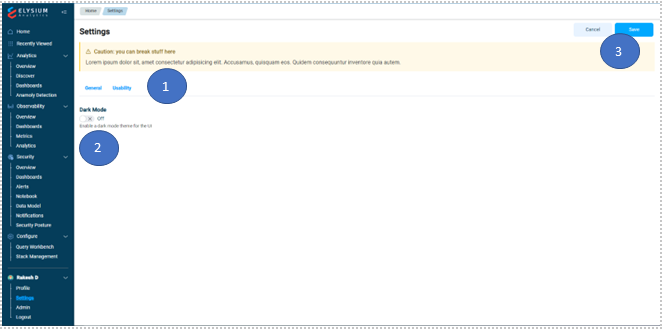 ELYSIUM
Analytics
Home
Recently Viewed
Analytics
Overview
Discover
Dashboards
Anomoly Detection
Observability
Overview
Dashboards
Metrics
Analytics
Security
Overview
Dashboards
Alerts
Notebook
Data Model
Notifications
Security Posture
Configure
Query Workbench
Stack Management
Rakesh D
Profile
Settings
Admin
Logout
Home Settings
Settings
Cancel Save
3
Caution: you can break stuff here
Lorem ipsum dolor sit, amet consectetur adipisicing elit. Accusamus, quisquam eos. Quidem consequuntur inventore quia autem.
General Usability
1
Dark Mode
Off
Enable a dark mode theme for the UI
2